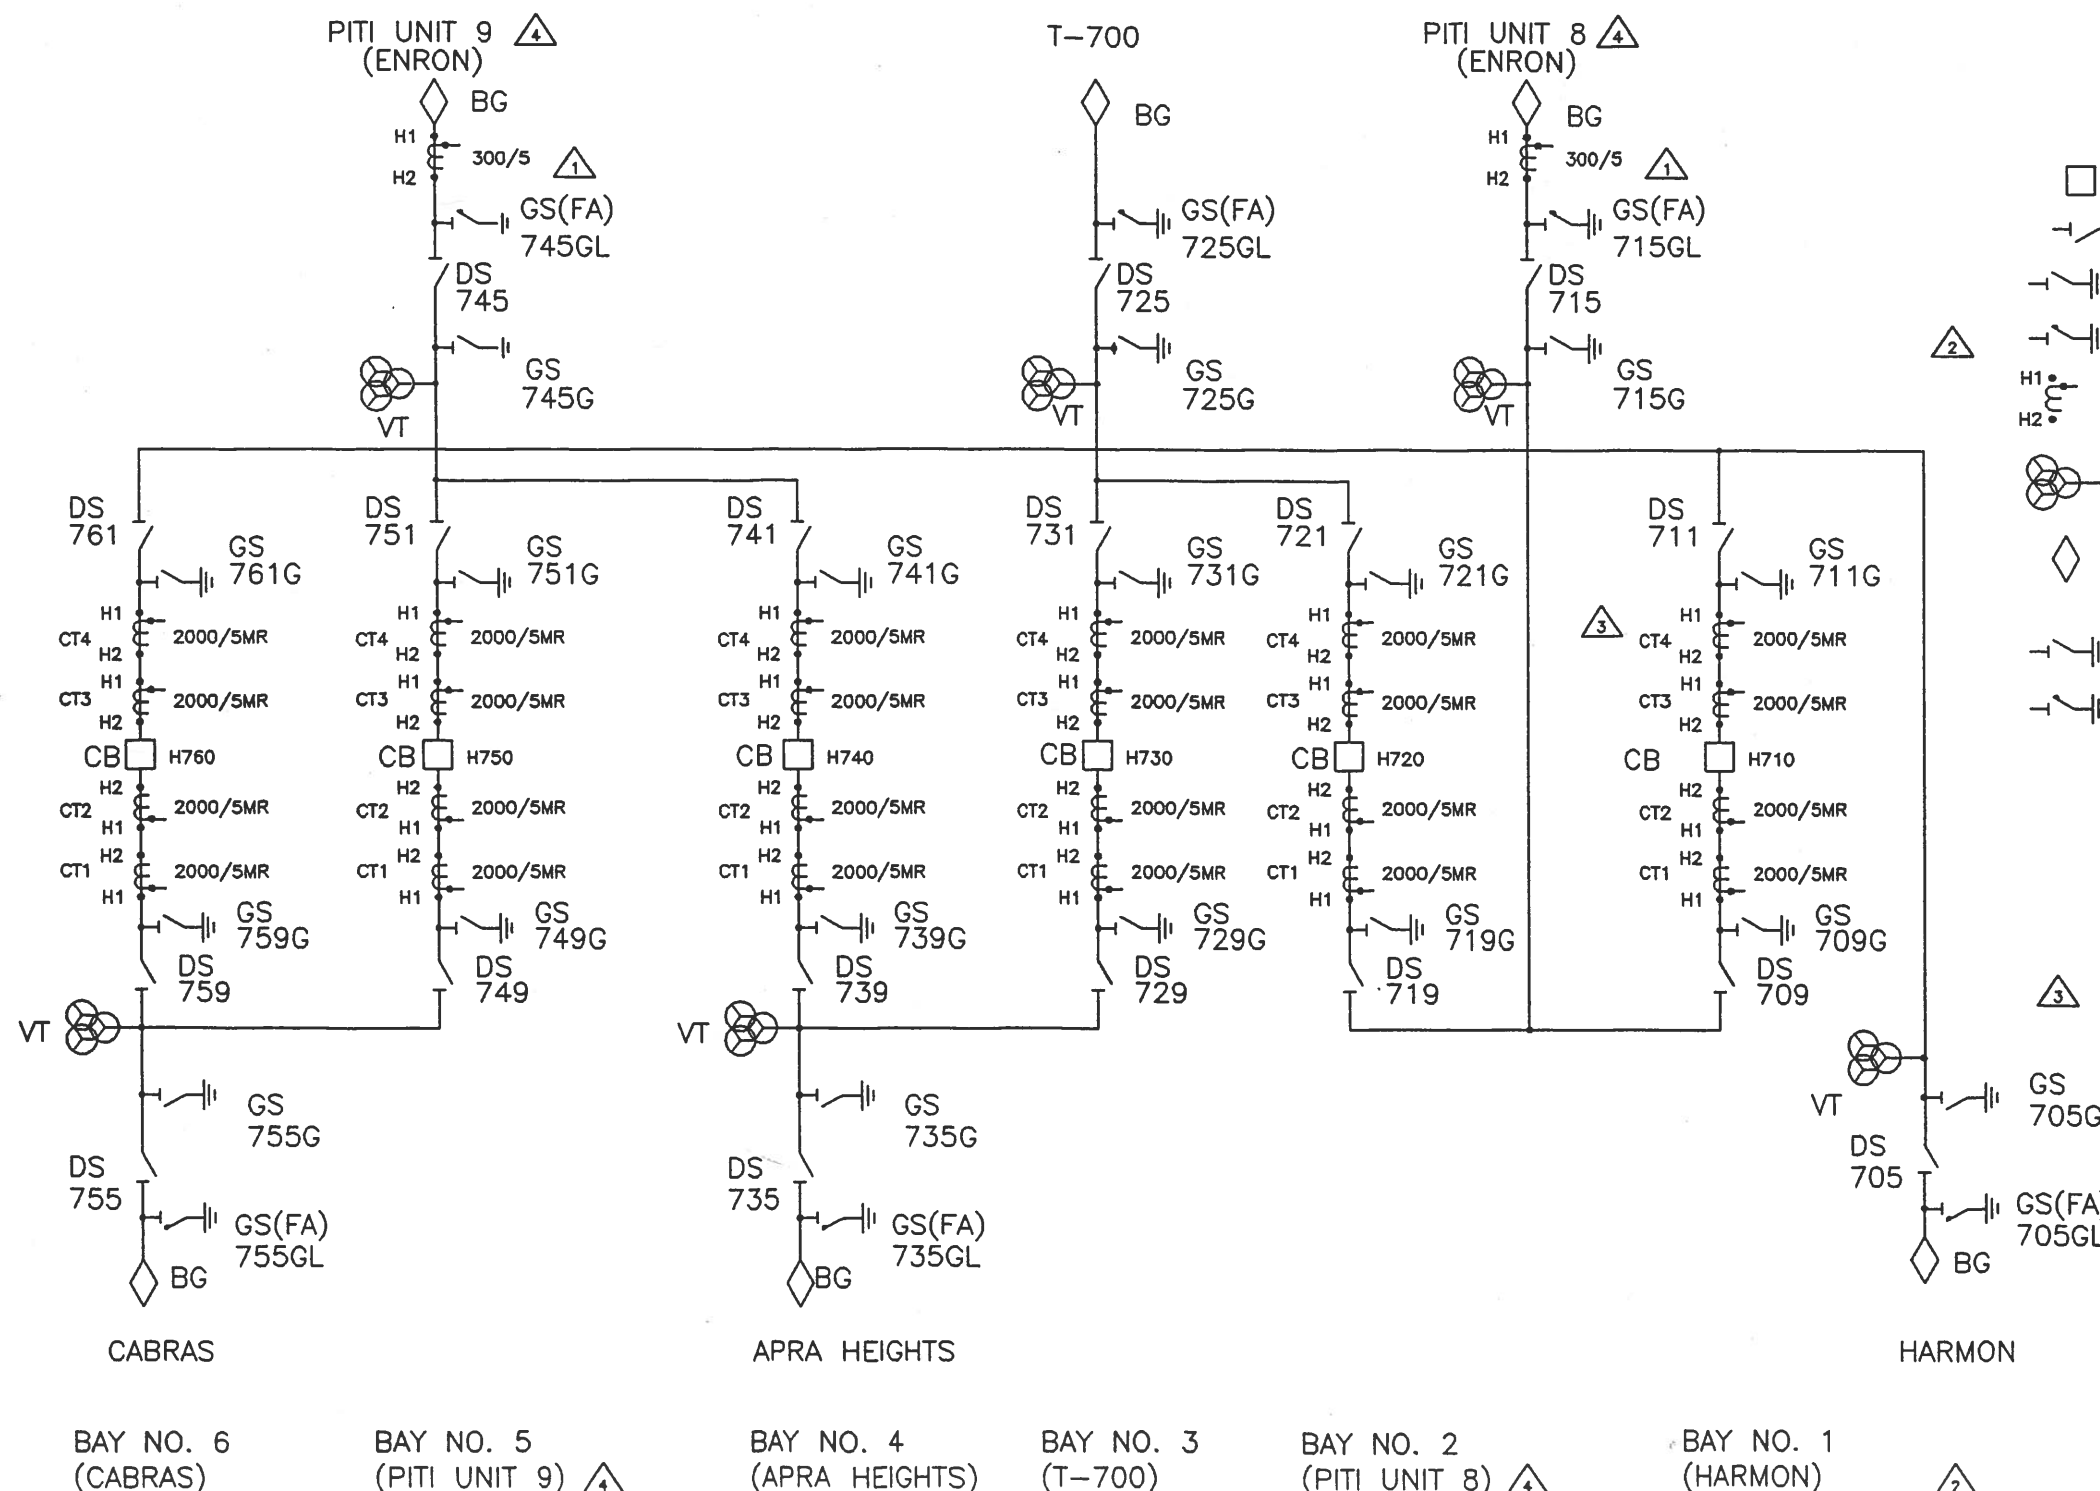 PITI UNIT 9 4
(ENRON)
T-700
PITI UNIT 8 4
(ENRON)
BG
BG
BG
H1
300/5
1
H2
H1
300/5
1
H2
GS(FA)
745GL
GS(FA)
725GL
GS(FA)
715GL
DS
745
DS
725
DS
715
GS
745G
VT
GS
725G
VT
GS
715G
VT
2
H1
H2
DS
761
DS
751
DS
741
DS
731
DS
721
DS
711
GS
761G
GS
751G
GS
741G
GS
731G
GS
721G
GS
711G
3
H1
CT4 2000/5MR
H2
H1
CT3 2000/5MR
H2
CB H760
H2
CT2 2000/5MR
H1
H2
CT1 2000/5MR
H1
H1
CT4 2000/5MR
H2
H1
CT3 2000/5MR
H2
CB H750
H2
CT2 2000/5MR
H1
H2
CT1 2000/5MR
H1
H1
CT4 2000/5MR
H2
H1
CT3 2000/5MR
H2
CB H740
H2
CT2 2000/5MR
H1
H2
CT1 2000/5MR
H1
H1
CT4 2000/5MR
H2
H1
CT3 2000/5MR
H2
CB H730
H2
CT2 2000/5MR
H1
H2
CT1 2000/5MR
H1
H1
CT4 2000/5MR
H2
H1
CT3 2000/5MR
H2
CB H720
H2
CT2 2000/5MR
H1
H2
CT1 2000/5MR
H1
H1
CT4 2000/5MR
H2
H1
CT3 2000/5MR
H2
CB H710
H2
CT2 2000/5MR
H1
H2
CT1 2000/5MR
H1
GS
759G
GS
749G
GS
739G
GS
729G
GS
719G
GS
709G
DS
759
DS
749
DS
739
DS
729
DS
719
DS
709
3
VT
VT
VT
GS
755G
GS
735G
GS
705G
DS
755
DS
735
DS
705
GS(FA)
755GL
GS(FA)
735GL
GS(FA)
705GL
BG
BG
BG
CABRAS
APRA HEIGHTS
HARMON
BAY NO. 6
(CABRAS)
BAY NO. 5
(PITI UNIT 9) 4
BAY NO. 4
(APRA HEIGHTS)
BAY NO. 3
(T-700)
BAY NO. 2
(PITI UNIT 8) 4
BAY NO. 1
(HARMON)
2